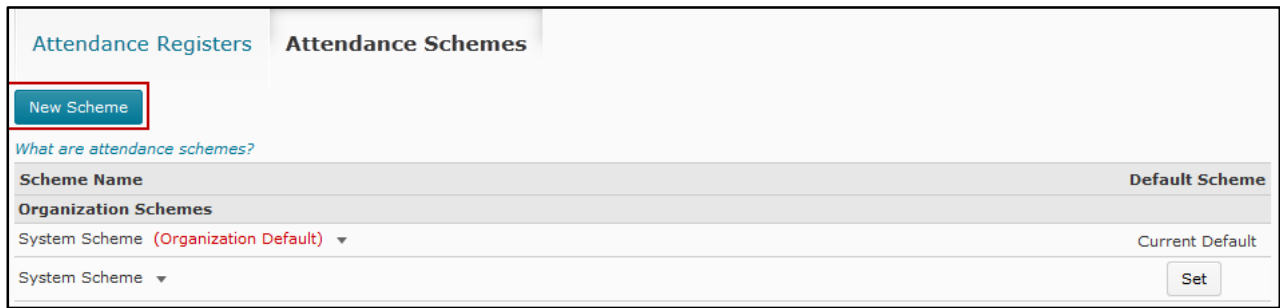 Attendance Registers Attendance Schemes
New Scheme
What are attendance schemes?
Scheme Name Default Scheme
Organization Schemes
System Scheme (Organization Default) Current Default
System Scheme Set